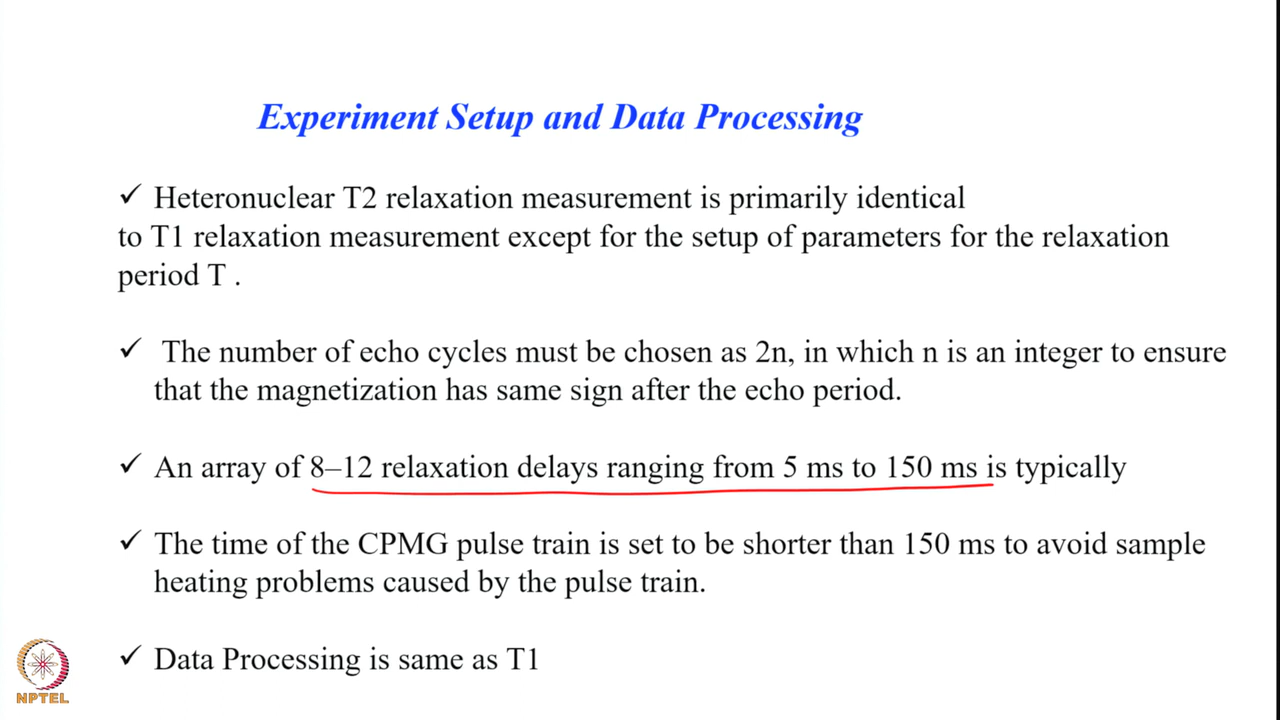 Experiment Setup and Data Processing
✓ Heteronuclear T2 relaxation measurement is primarily identical
to T1 relaxation measurement except for the setup of parameters for the relaxation
period T .
✓ The number of echo cycles must be chosen as 2n, in which n is an integer to ensure
that the magnetization has same sign after the echo period.
✓ An array of 8–12 relaxation delays ranging from 5 ms to 150 ms is typically
✓ The time of the CPMG pulse train is set to be shorter than 150 ms to avoid sample
heating problems caused by the pulse train.
✓ Data Processing is same as T1
NPTEL